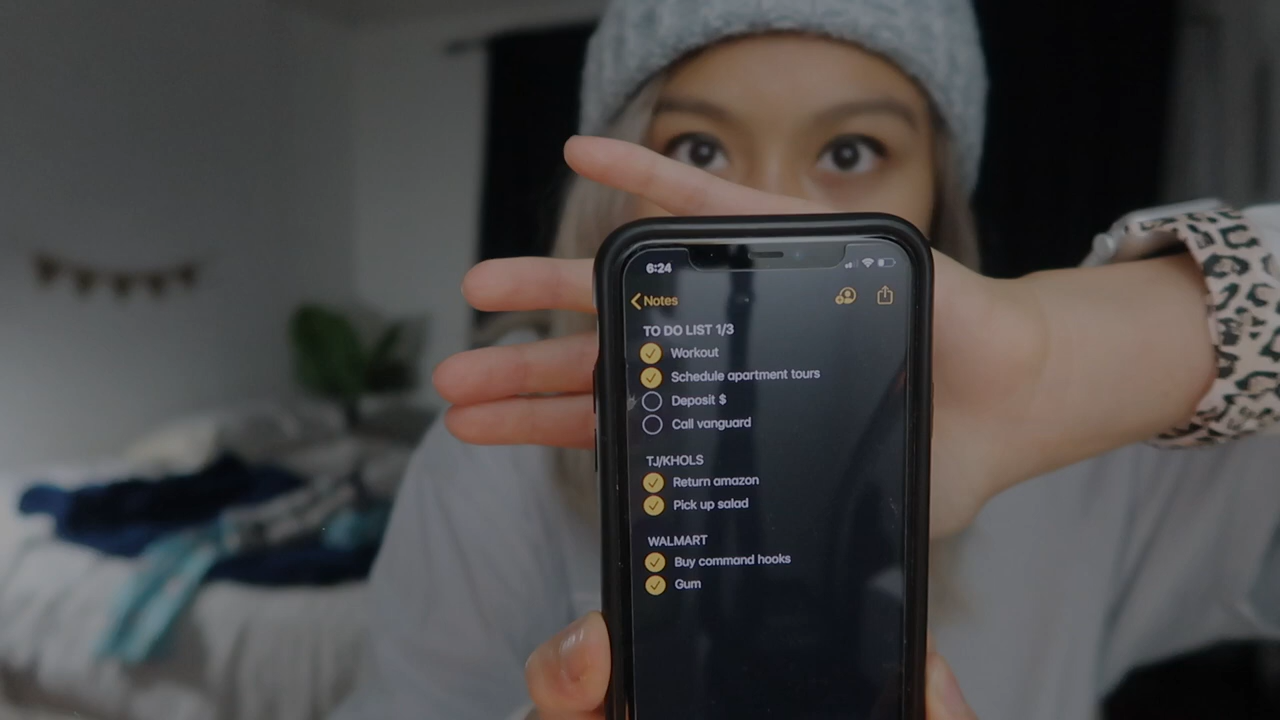 6:24
Notes
TO DO LIST 1/3
Workout
Schedule apartment tours
Deposit $
Call vanguard
TJ/KHOLS
Return amazon
Pick up salad
WALMART
Buy command hooks
Gum